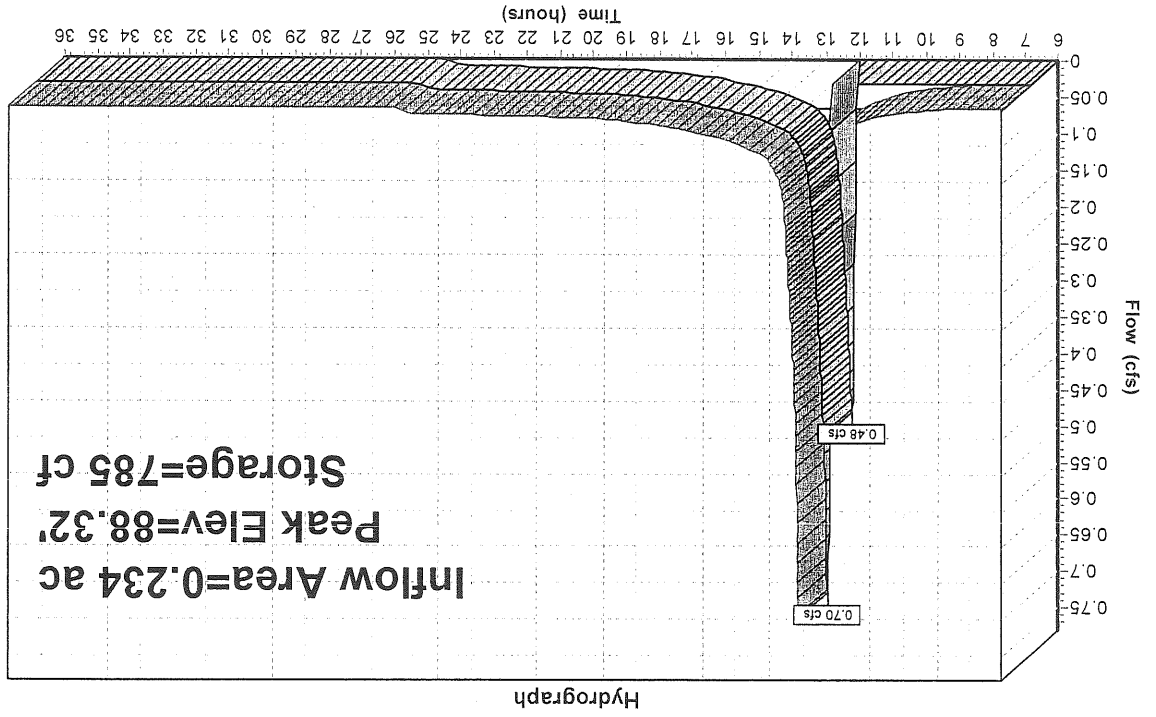 Hydrograph
Inflow Area=0.234 ac
Peak Elev=88.32'
Storage=785 cf
0.70 cfs
0.48 cfs
Flow (cfs)
0.75
0.7
0.65
0.6
0.55
0.5
0.45
0.4
0.35
0.3
0.25
0.2
0.15
0.1
0.05
0
6 7 8 9 10 11 12 13 14 15 16 17 18 19 20 21 22 23 24 25 26 27 28 29 30 31 32 33 34 35 36
Time (hours)